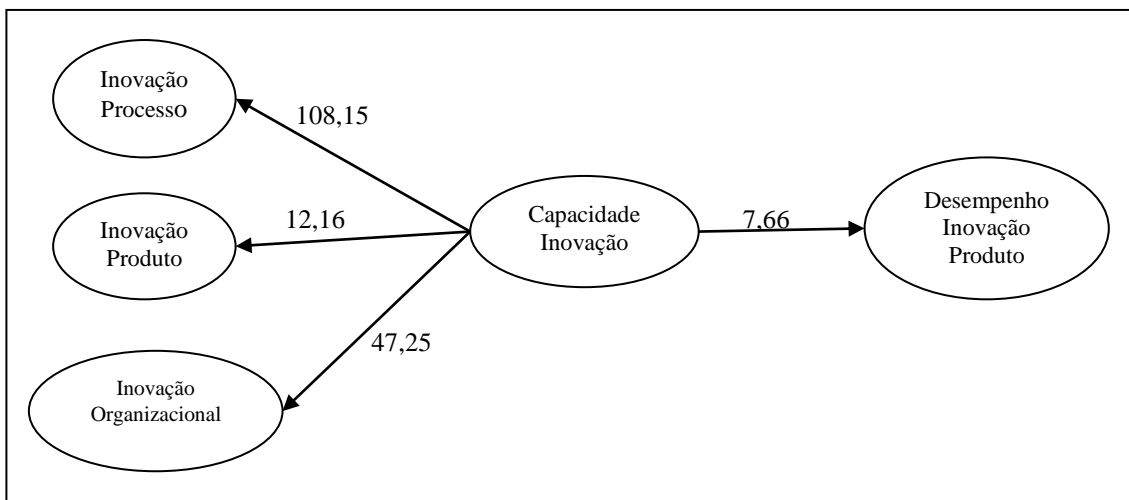 Inovação
Processo
108,15
Inovação
Produto
12,16
Capacidade
Inovação
7,66
Desempenho
Inovação
Produto
47,25
Inovação
Organizacional